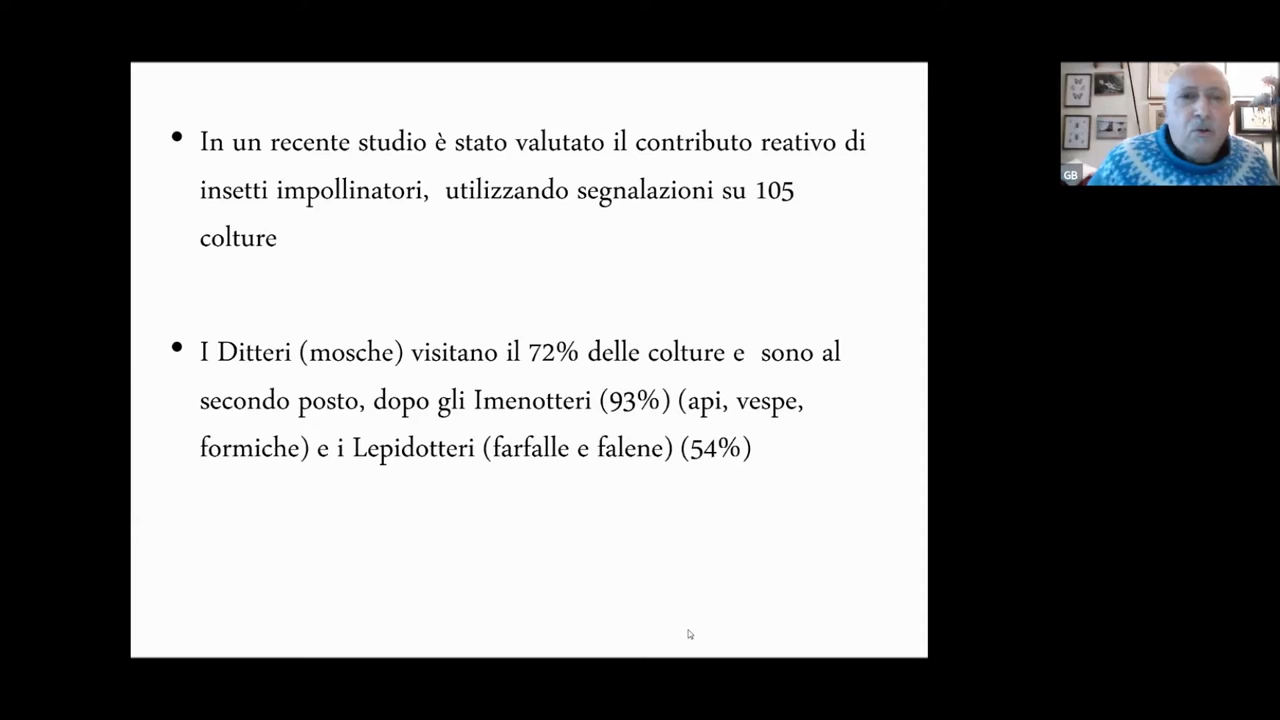 • In un recente studio è stato valutato il contributo reativo di
insetti impollinatori,  utilizzando segnalazioni su 105
colture
• I Ditteri (mosche) visitano il 72% delle colture e  sono al
secondo posto, dopo gli Imenotteri (93%) (api, vespe,
formiche) e i Lepidotteri (farfalle e falene) (54%)
GB